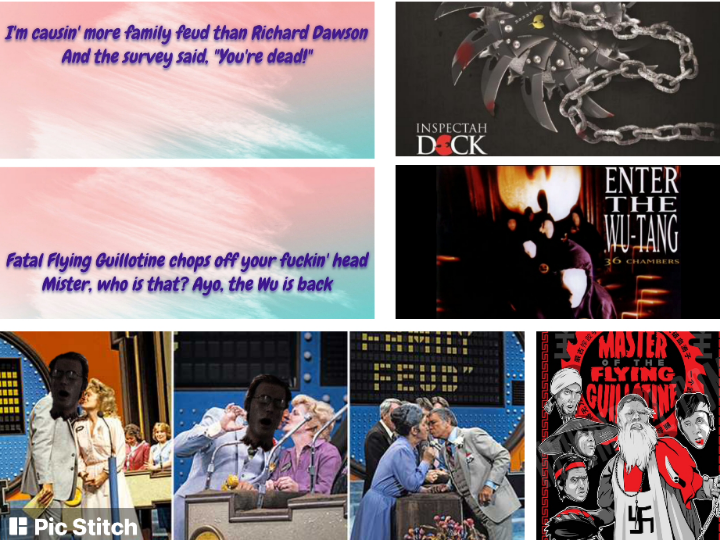 I'm causin' more family feud than Richard Dawson
And the survey said, "You're dead!"
INSPECTAH
DECK
Fatal Flying Guillotine chops off your fuckin' head
Mister, who is that? Ayo, the Wu is back
ENTER
THE
WU-TANG
36 CHAMBERS
"FAMILY
FEUD"
MASTER
OF THE
FLYING
GUILLOTINE
Pic Stitch